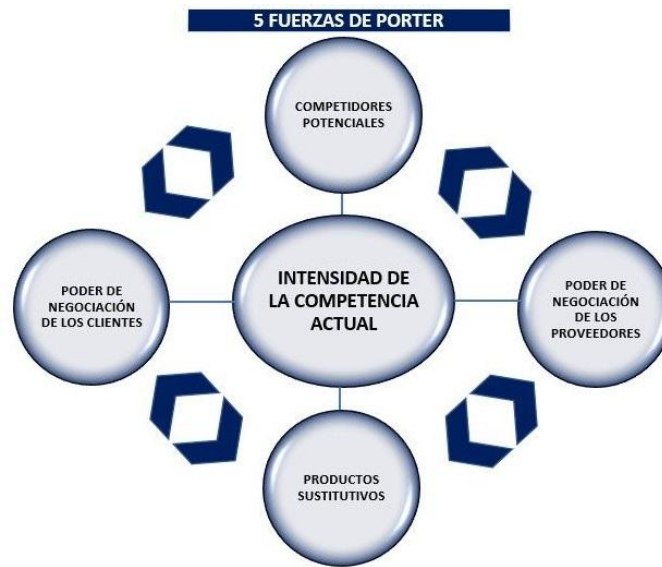 5 FUERZAS DE PORTER
COMPETIDORES
POTENCIALES
PODER DE
NEGOCIACIÓN
DE LOS CLIENTES
INTENSIDAD DE
LA COMPETENCIA
ACTUAL
PODER DE
NEGOCIACIÓN
DE LOS
PROVEEDORES
PRODUCTOS
SUSTITUTIVOS